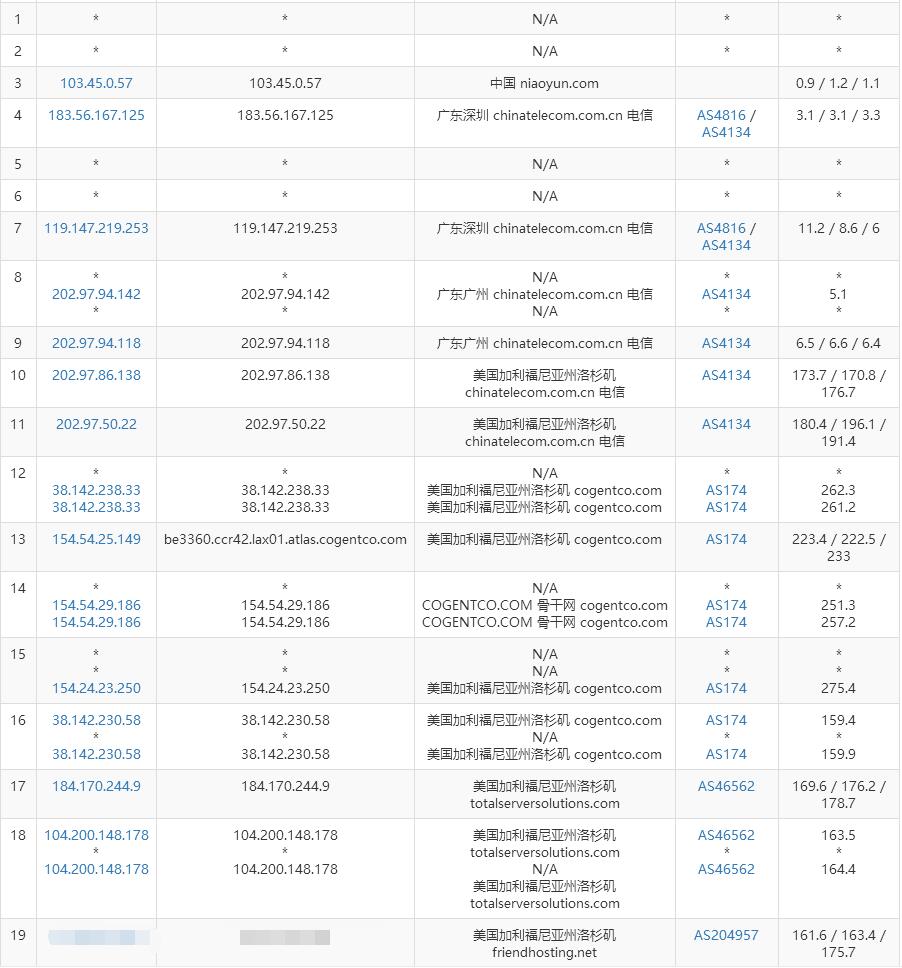 1 * * N/A * *
2 * * N/A * *
3 103.45.0.57 103.45.0.57 中国 niaoyun.com 0.9 / 1.2 / 1.1
4 183.56.167.125 183.56.167.125 广东深圳 chinatelecom.com.cn 电信 AS4816 / 3.1 / 3.1 / 3.3
AS4134
5 * * N/A * *
6 * * N/A * *
7 119.147.219.253 119.147.219.253 广东深圳 chinatelecom.com.cn 电信 AS4816 / 11.2 / 8.6 / 6
AS4134
8 * * N/A * *
202.97.94.142 202.97.94.142 广东广州 chinatelecom.com.cn 电信 AS4134 5.1
* * N/A * *
9 202.97.94.118 202.97.94.118 广东广州 chinatelecom.com.cn 电信 AS4134 6.5 / 6.6 / 6.4
10 202.97.86.138 202.97.86.138 美国加利福尼亚州洛杉矶 AS4134 173.7 / 170.8 /
chinatelecom.com.cn 电信 176.7
11 202.97.50.22 202.97.50.22 美国加利福尼亚州洛杉矶 AS4134 180.4 / 196.1 /
chinatelecom.com.cn 电信 191.4
12 * * N/A * *
38.142.238.33 38.142.238.33 美国加利福尼亚州洛杉矶 cogentco.com AS174 262.3
38.142.238.33 38.142.238.33 美国加利福尼亚州洛杉矶 cogentco.com AS174 261.2
13 154.54.25.149 be3360.ccr42.lax01.atlas.cogentco.com 美国加利福尼亚州洛杉矶 cogentco.com AS174 223.4 / 222.5 /
233
14 * * N/A * *
154.54.29.186 154.54.29.186 COGENTCO.COM 骨干网 cogentco.com AS174 251.3
154.54.29.186 154.54.29.186 COGENTCO.COM 骨干网 cogentco.com AS174 257.2
15 * * N/A * *
* * N/A * *
154.24.23.250 154.24.23.250 美国加利福尼亚州洛杉矶 cogentco.com AS174 275.4
16 38.142.230.58 38.142.230.58 美国加利福尼亚州洛杉矶 cogentco.com AS174 159.4
* * N/A * *
38.142.230.58 38.142.230.58 美国加利福尼亚州洛杉矶 cogentco.com AS174 159.9
17 184.170.244.9 184.170.244.9 美国加利福尼亚州洛杉矶 AS46562 169.6 / 176.2 /
totalserversolutions.com 178.7
18 104.200.148.178 104.200.148.178 美国加利福尼亚州洛杉矶 AS46562 163.5
* * totalserversolutions.com * *
104.200.148.178 104.200.148.178 N/A AS46562 164.4
美国加利福尼亚州洛杉矶
totalserversolutions.com
19 美国加利福尼亚州洛杉矶 AS204957 161.6 / 163.4 /
friendhosting.net 175.7